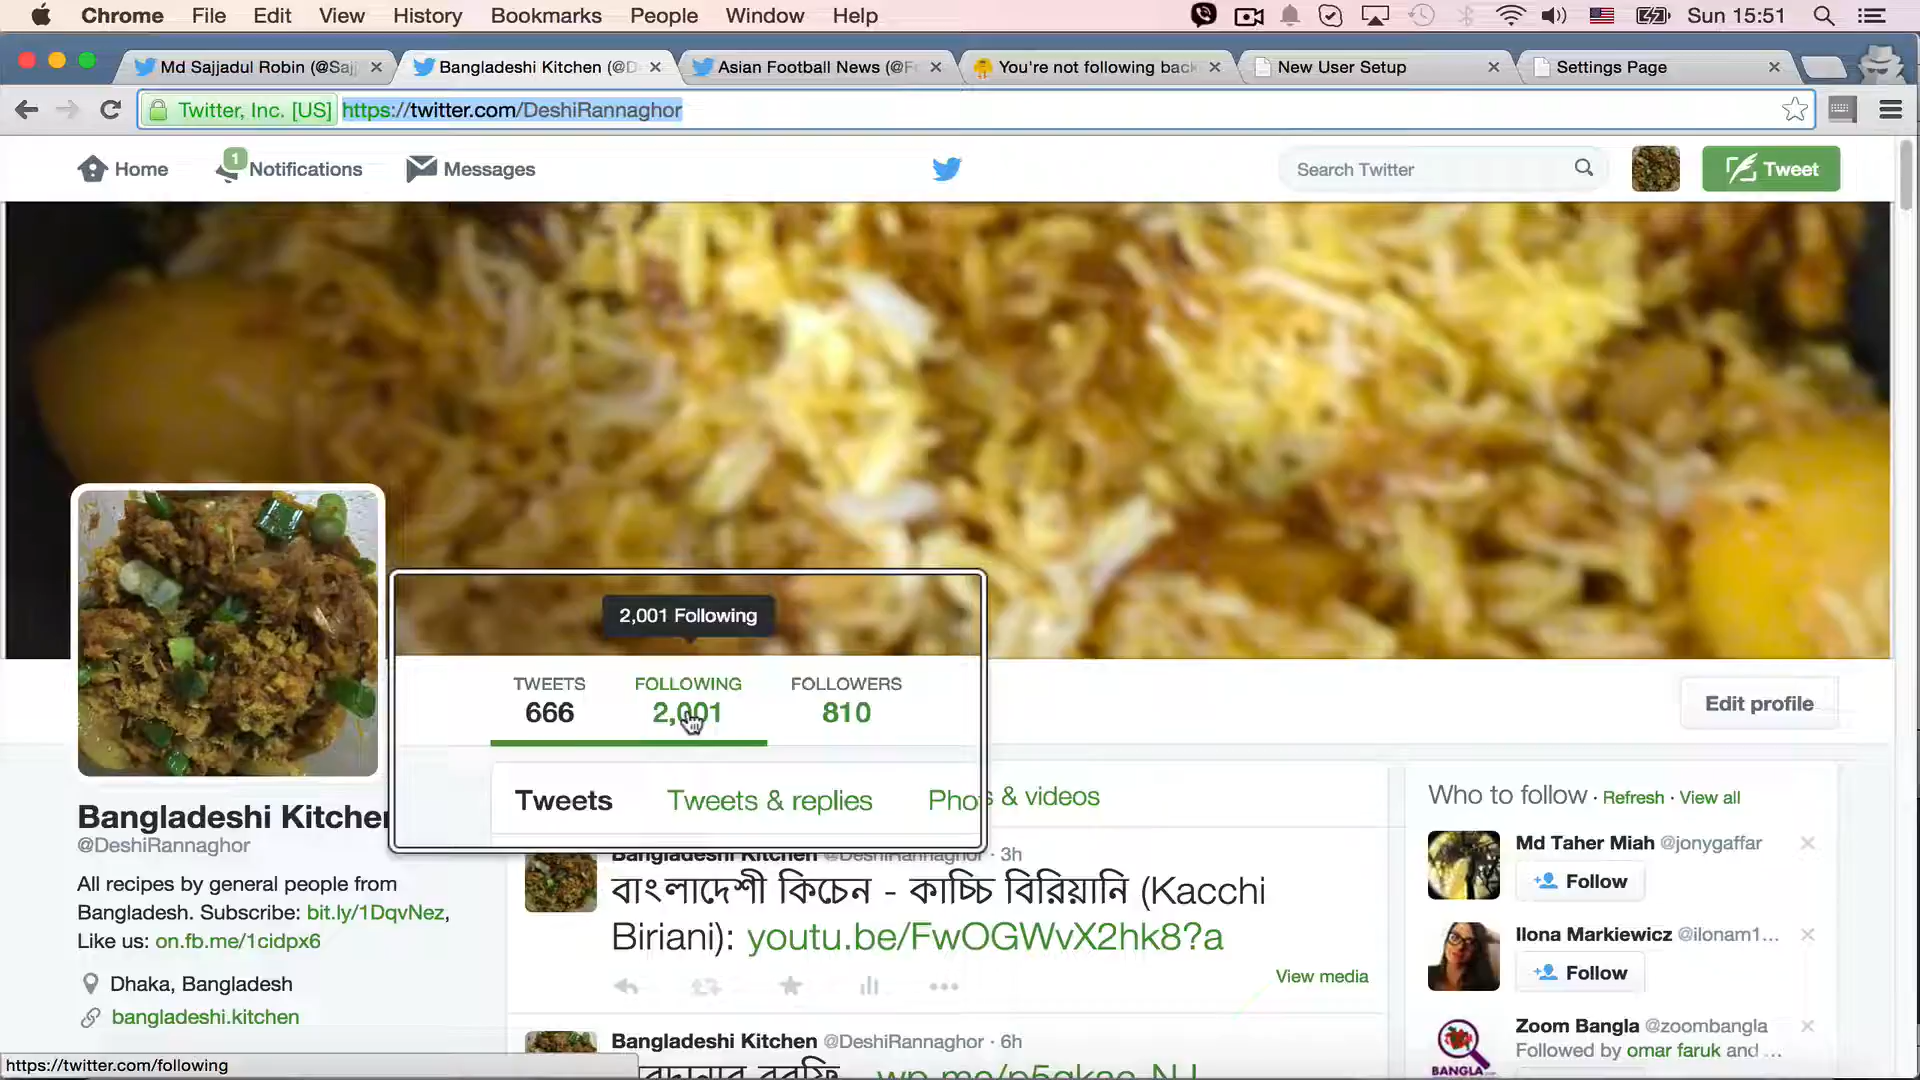 Chrome File Edit View History Bookmarks People Window Help Sun 15:51
Md Sajjadul Robin (@Saj Bangladeshi Kitchen (@D Asian Football News (@F You're not following back New User Setup Settings Page
Twitter, Inc. [US] https://twitter.com/DeshiRannaghor
Home 1 Notifications Messages Search Twitter Tweet
2,001 Following
TWEETS FOLLOWING FOLLOWERS
666 2,001 810
Edit profile
Tweets Tweets & replies Phot s & videos
Bangladeshi Kitchen
@DeshiRannaghor
All recipes by general people from
Bangladesh. Subscribe: bit.ly/1DqvNez,
Like us: on.fb.me/1cidpx6
Dhaka, Bangladesh
bangladeshi.kitchen
Bangladeshi Kitchen @DeshiRannaghor · 3h
বাংলাদেশী কিচেন - কাচ্চি বিরিয়ানি (Kacchi
Biriani): youtu.be/FwOGWvX2hk8?a
View media
Bangladeshi Kitchen @DeshiRannaghor · 6h
Who to follow · Refresh · View all
Md Taher Miah @jonygaffar
Follow
Ilona Markiewicz @ilonam1...
Follow
Zoom Bangla @zoombangla
Followed by omar faruk and ...
BANGLA
https://twitter.com/following